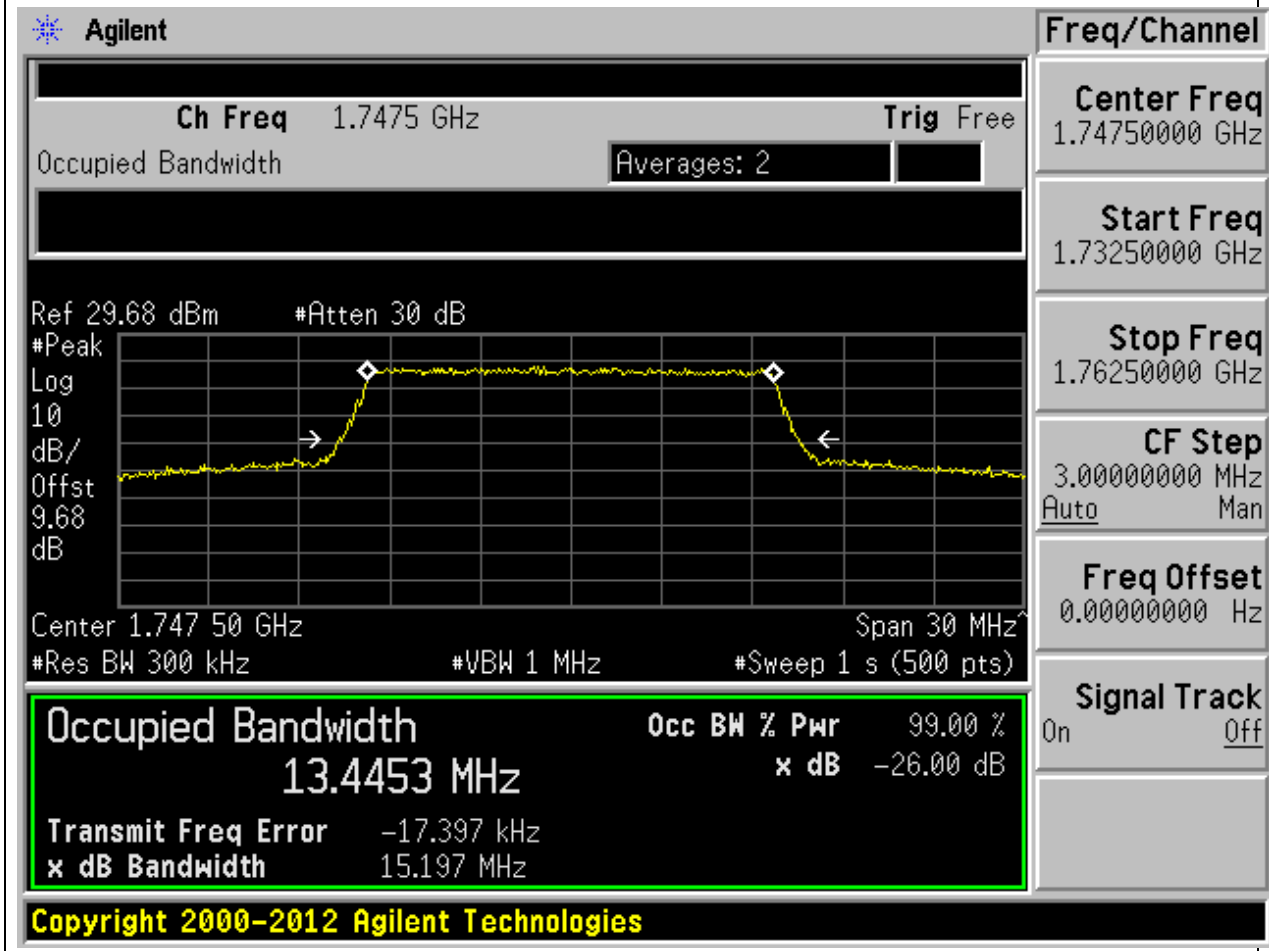 Agilent
Freq/Channel
Ch Freq 1.7475 GHz Trig Free
Occupied Bandwidth Averages: 2
Center Freq
1.74750000 GHz
Start Freq
1.73250000 GHz
Stop Freq
1.76250000 GHz
CF Step
3.00000000 MHz
Auto Man
Freq Offset
0.00000000 Hz
Signal Track
On Off
Ref 29.68 dBm #Atten 30 dB
#Peak
Log
10
dB/
Offst
9.68
dB
Center 1.747 50 GHz Span 30 MHz^
#Res BW 300 kHz #VBW 1 MHz #Sweep 1 s (500 pts)
Occupied Bandwidth Occ BW % Pwr 99.00 %
13.4453 MHz x dB -26.00 dB
Transmit Freq Error -17.397 kHz
x dB Bandwidth 15.197 MHz
Copyright 2000-2012 Agilent Technologies